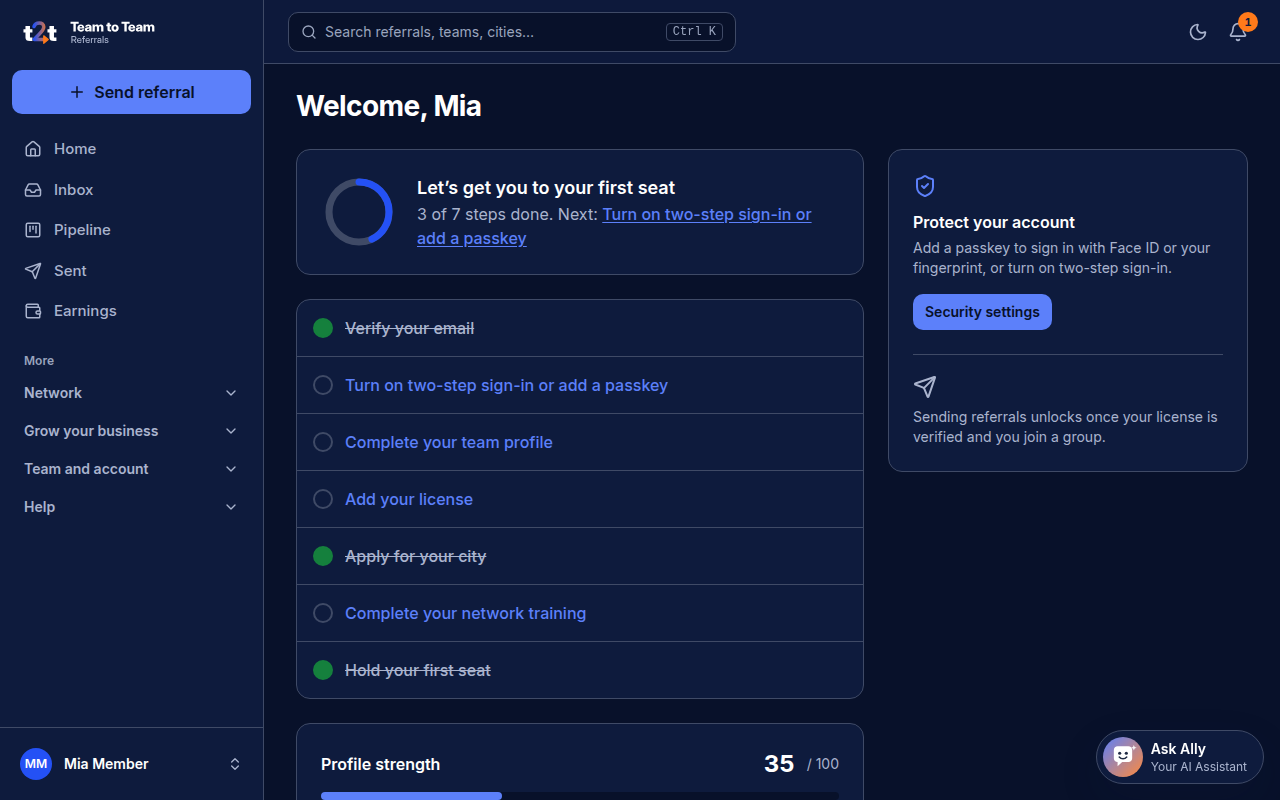 t2t
Team to Team
Referrals
Search referrals, teams, cities...
Ctrl K
1
Send referral
Home
Inbox
Pipeline
Sent
Earnings
More
Network
Grow your business
Team and account
Help
MM
Mia Member
Welcome, Mia
Let’s get you to your first seat
3 of 7 steps done. Next: Turn on two-step sign-in or
add a passkey
Verify your email
Turn on two-step sign-in or add a passkey
Complete your team profile
Add your license
Apply for your city
Complete your network training
Hold your first seat
Profile strength
35 / 100
Protect your account
Add a passkey to sign in with Face ID or your
fingerprint, or turn on two-step sign-in.
Security settings
Sending referrals unlocks once your license is
verified and you join a group.
Ask Ally
Your AI Assistant